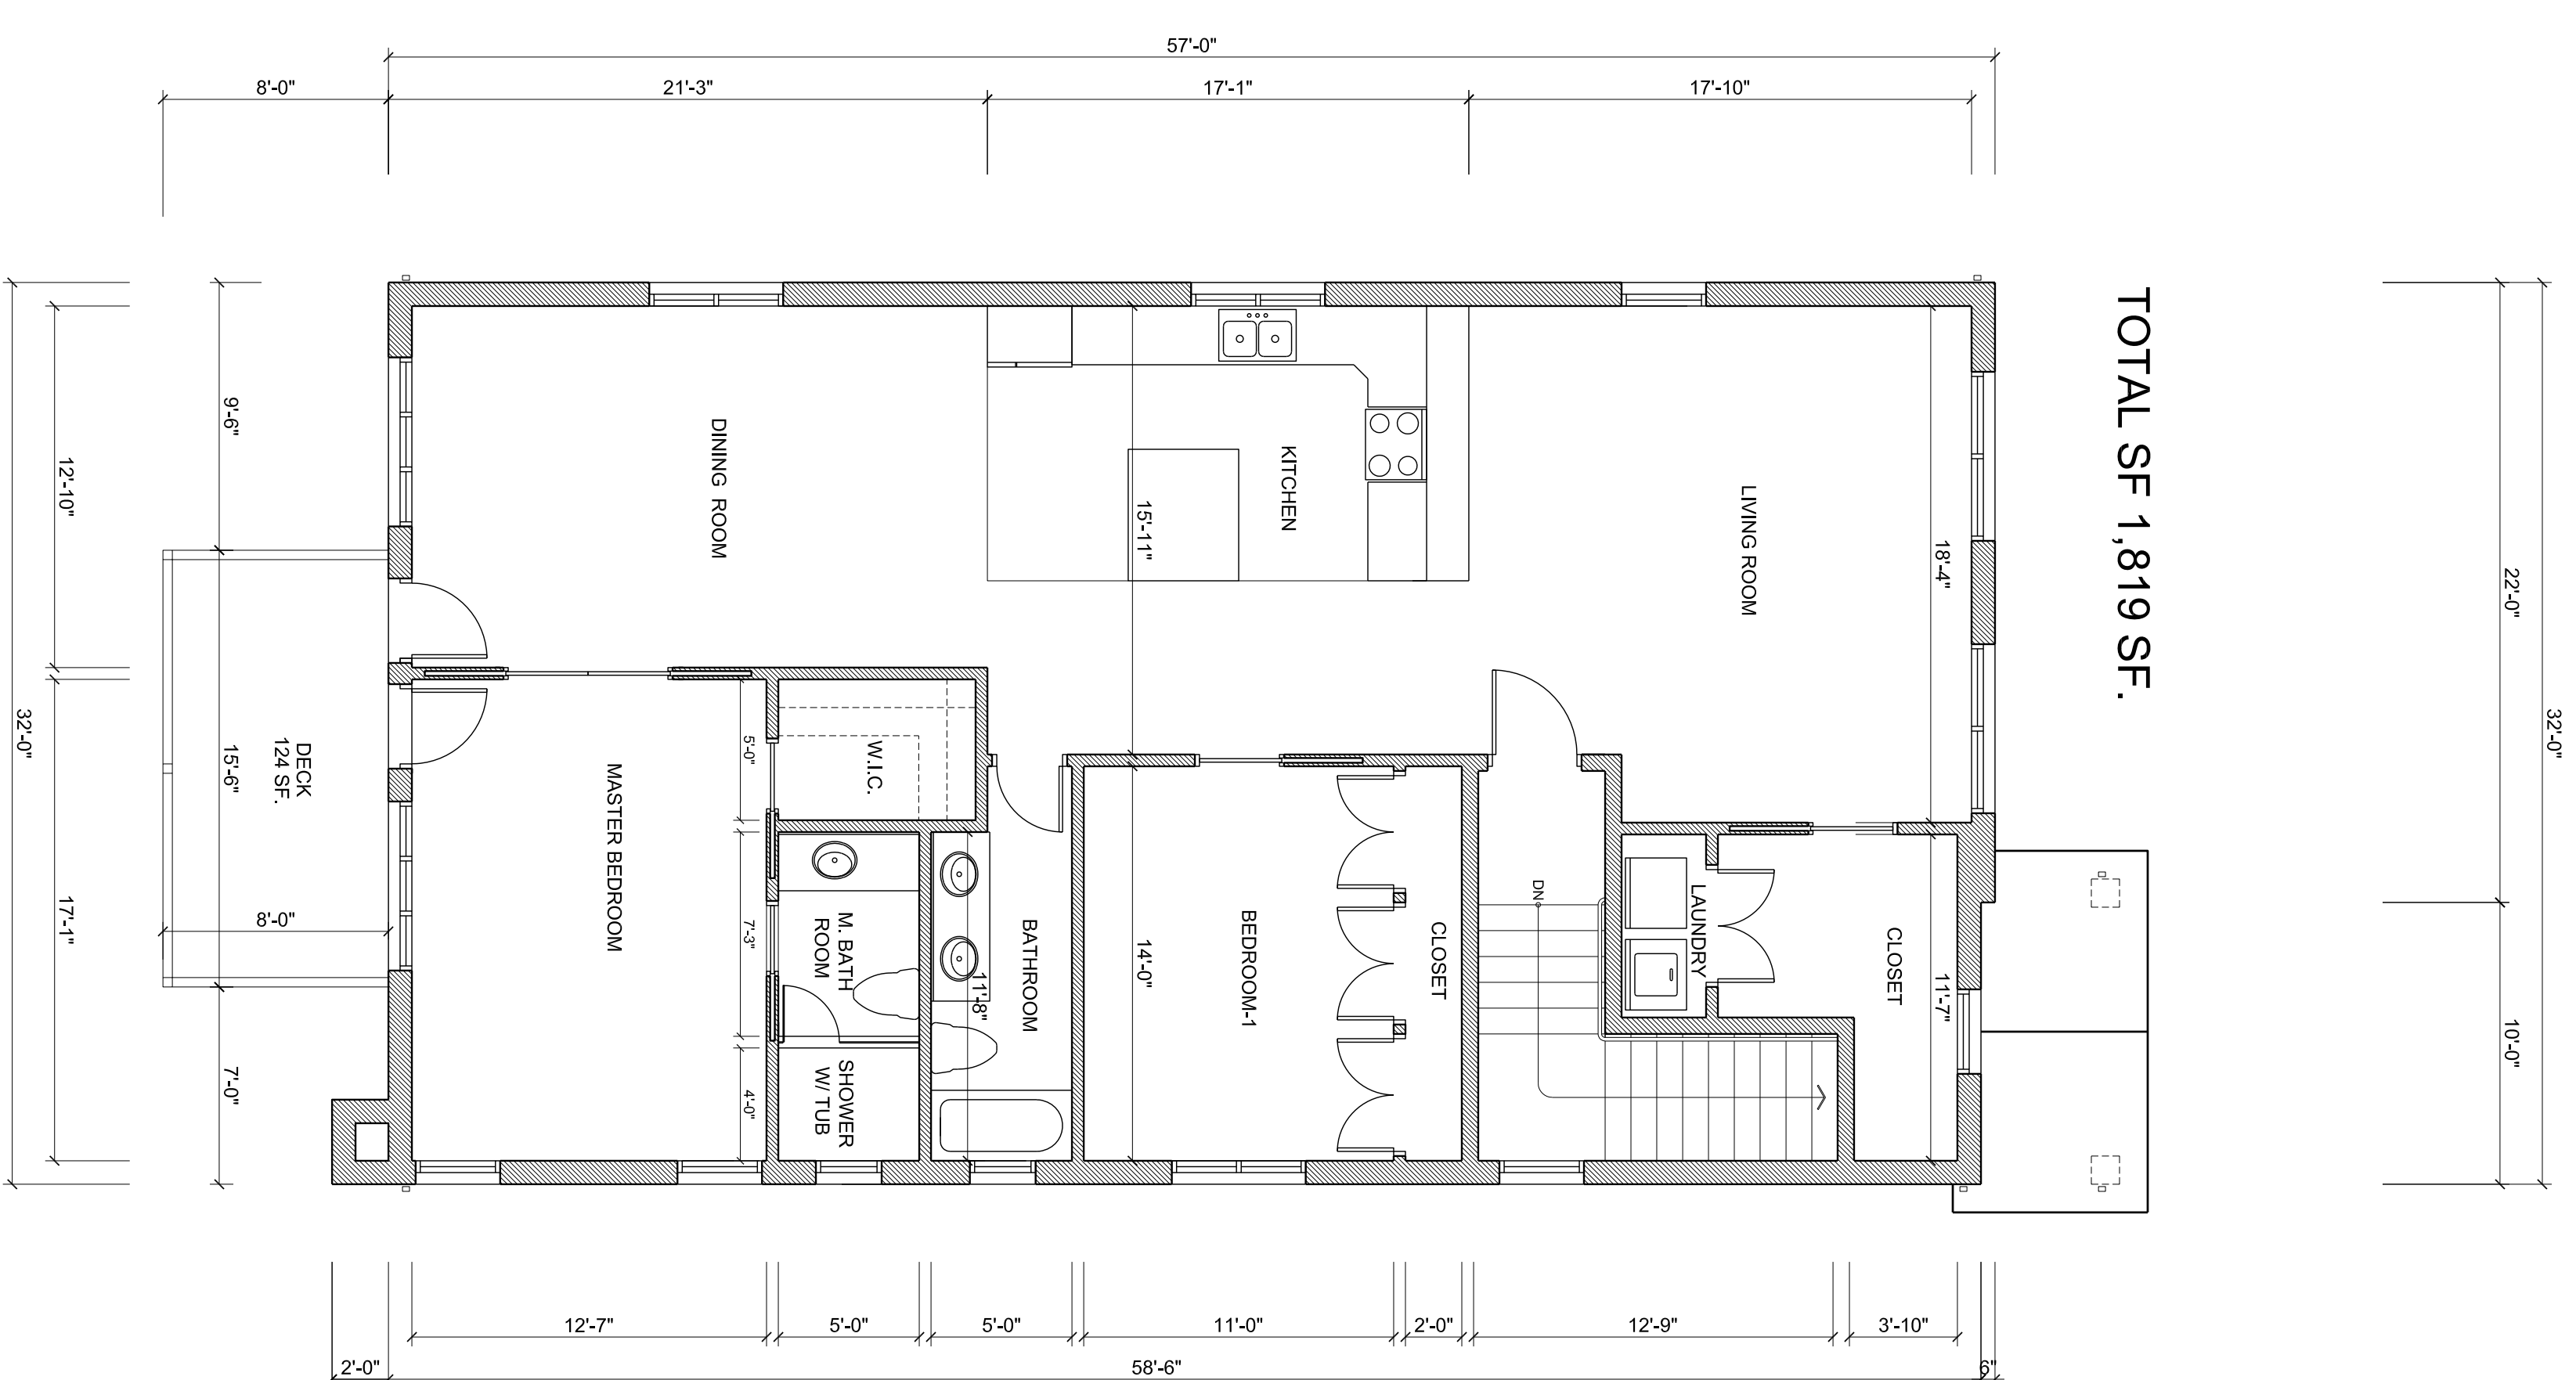 57'-0"
8'-0"
21'-3"
17'-1"
17'-10"
TOTAL SF 1,819 SF.
32'-0"
22'-0"
10'-0"
32'-0"
12'-10"
17'-1"
9'-6"
15'-6"
7'-0"
DECK
124 SF.
8'-0"
DINING ROOM
KITCHEN
15'-11"
LIVING ROOM
18'-4"
MASTER BEDROOM
5'-0"
7'-3"
4'-0"
W.I.C.
M. BATH
ROOM
SHOWER
W/ TUB
BATHROOM
11'-8"
BEDROOM-1
14'-0"
CLOSET
DN
LAUNDRY
CLOSET
11'-7"
12'-7"
5'-0"
5'-0"
11'-0"
2'-0"
12'-9"
3'-10"
2'-0"
58'-6"
6"